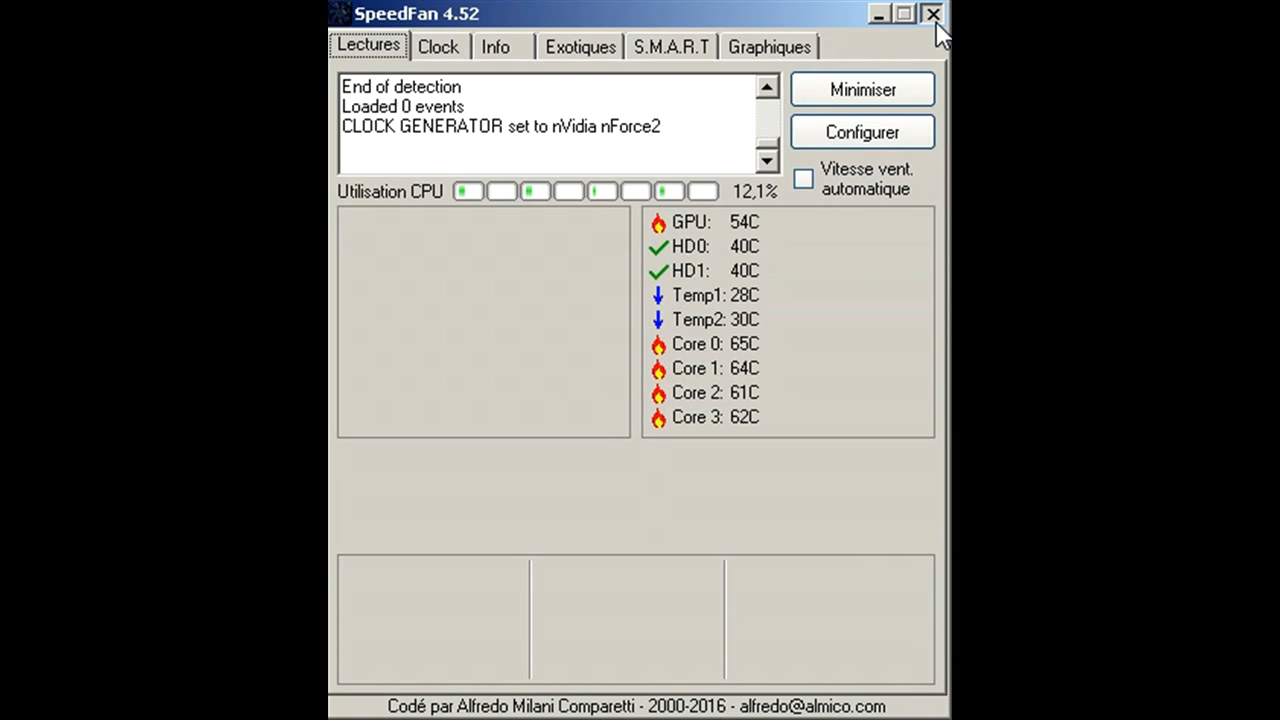 SpeedFan 4.52
Lectures Clock Info Exotiques S.M.A.R.T Graphiques
End of detection
Loaded 0 events
CLOCK GENERATOR set to nVidia nForce2
Minimiser
Configurer
Vitesse vent.
automatique
Utilisation CPU 12,1%
GPU: 54C
HD0: 40C
HD1: 40C
Temp1: 28C
Temp2: 30C
Core 0: 65C
Core 1: 64C
Core 2: 61C
Core 3: 62C
Codé par Alfredo Milani Comparetti - 2000-2016 - alfredo@almico.com